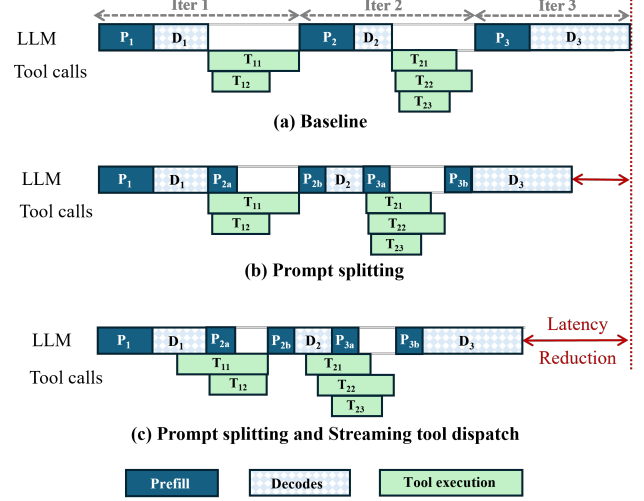 Iter 1 Iter 2 Iter 3
LLM P1 D1 P2 D2 P3 D3
Tool calls T11 T21
T12 T22
T23
(a) Baseline
LLM P1 D1 P2a P2b D2 P3a P3b D3
Tool calls T11 T21
T12 T22
T23
(b) Prompt splitting
LLM P1 D1 P2a P2b D2 P3a P3b D3 Latency
Reduction
Tool calls T11 T21
T12 T22
T23
(c) Prompt splitting and Streaming tool dispatch
Prefill Decodes Tool execution